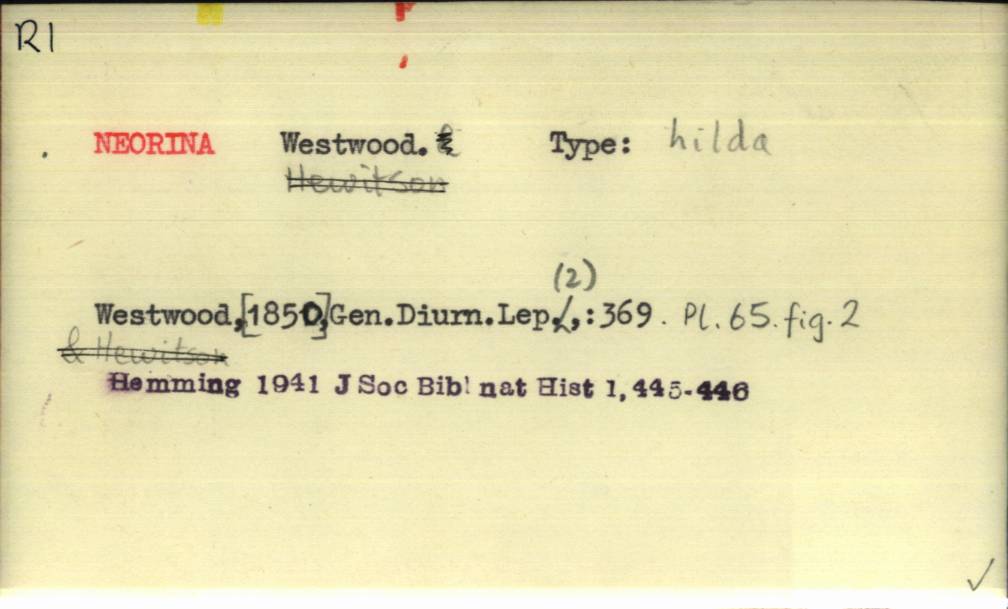 R1
NEORINA Westwood. & Type: hilda
Hewitson
(2)
Westwood,[1850,]Gen.Diurn.Lep.,:369. Pl. 65. fig. 2
& Hewitson
Hemming 1941 J Soc Bibl nat Hist 1, 445-446